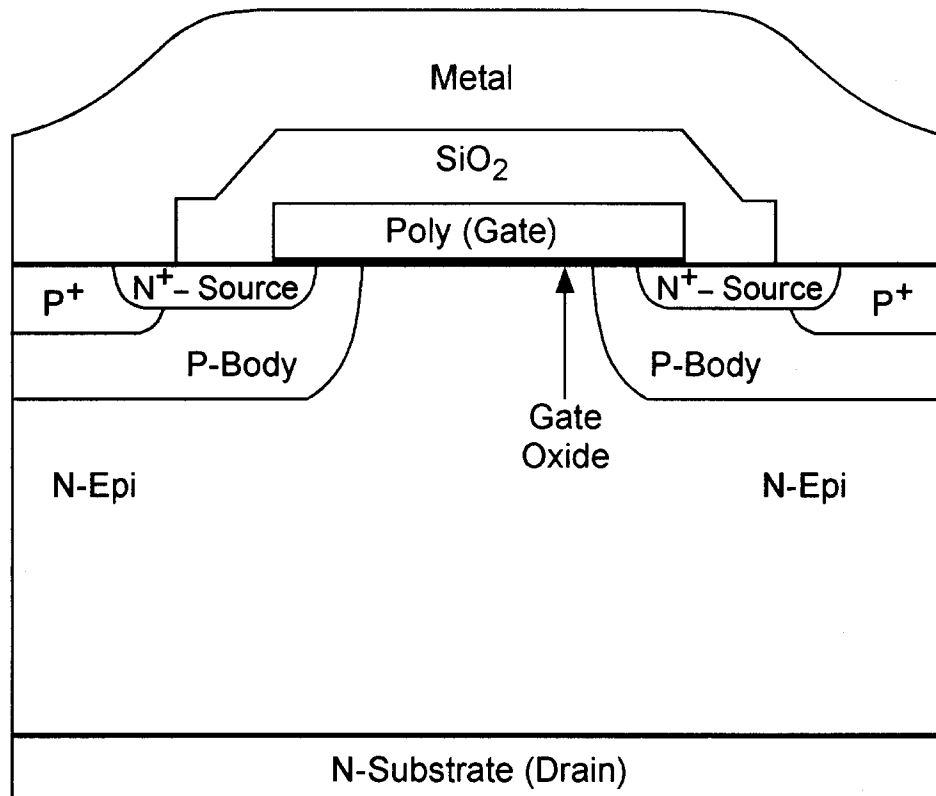 Metal
SiO₂
Poly (Gate)
P⁺
N⁺– Source
N⁺– Source
P⁺
P-Body
P-Body
Gate
Oxide
N-Epi
N-Epi
N-Substrate (Drain)